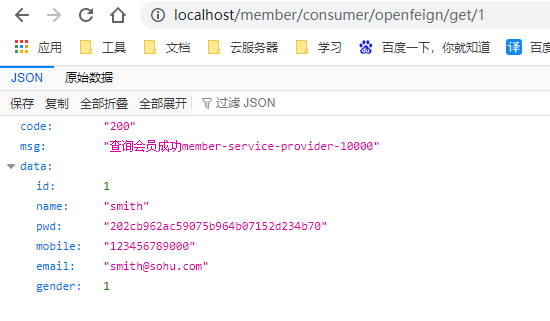 localhost/member/consumer/openfeign/get/1
应用 工具 文档 云服务器 学习 百度一下，你就知道 译 百度
JSON 原始数据
保存 复制 全部折叠 全部展开 过滤 JSON
code: "200"
msg: "查询会员成功member-service-provider-10000"
data:
id: 1
name: "smith"
pwd: "202cb962ac59075b964b07152d234b70"
mobile: "123456789000"
email: "smith@sohu.com"
gender: 1